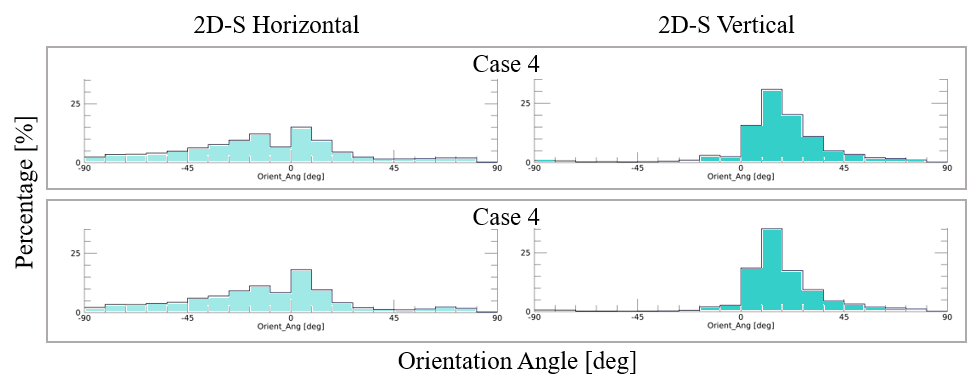 2D-S Horizontal 2D-S Vertical
Case 4
25 25
0 0
-90 -45 0 45 90 -90 -45 0 45 90
Orient_Ang [deg] Orient_Ang [deg]
Percentage [%]
Case 4
25 25
0 0
-90 -45 0 45 90 -90 -45 0 45 90
Orient_Ang [deg] Orient_Ang [deg]
Orientation Angle [deg]